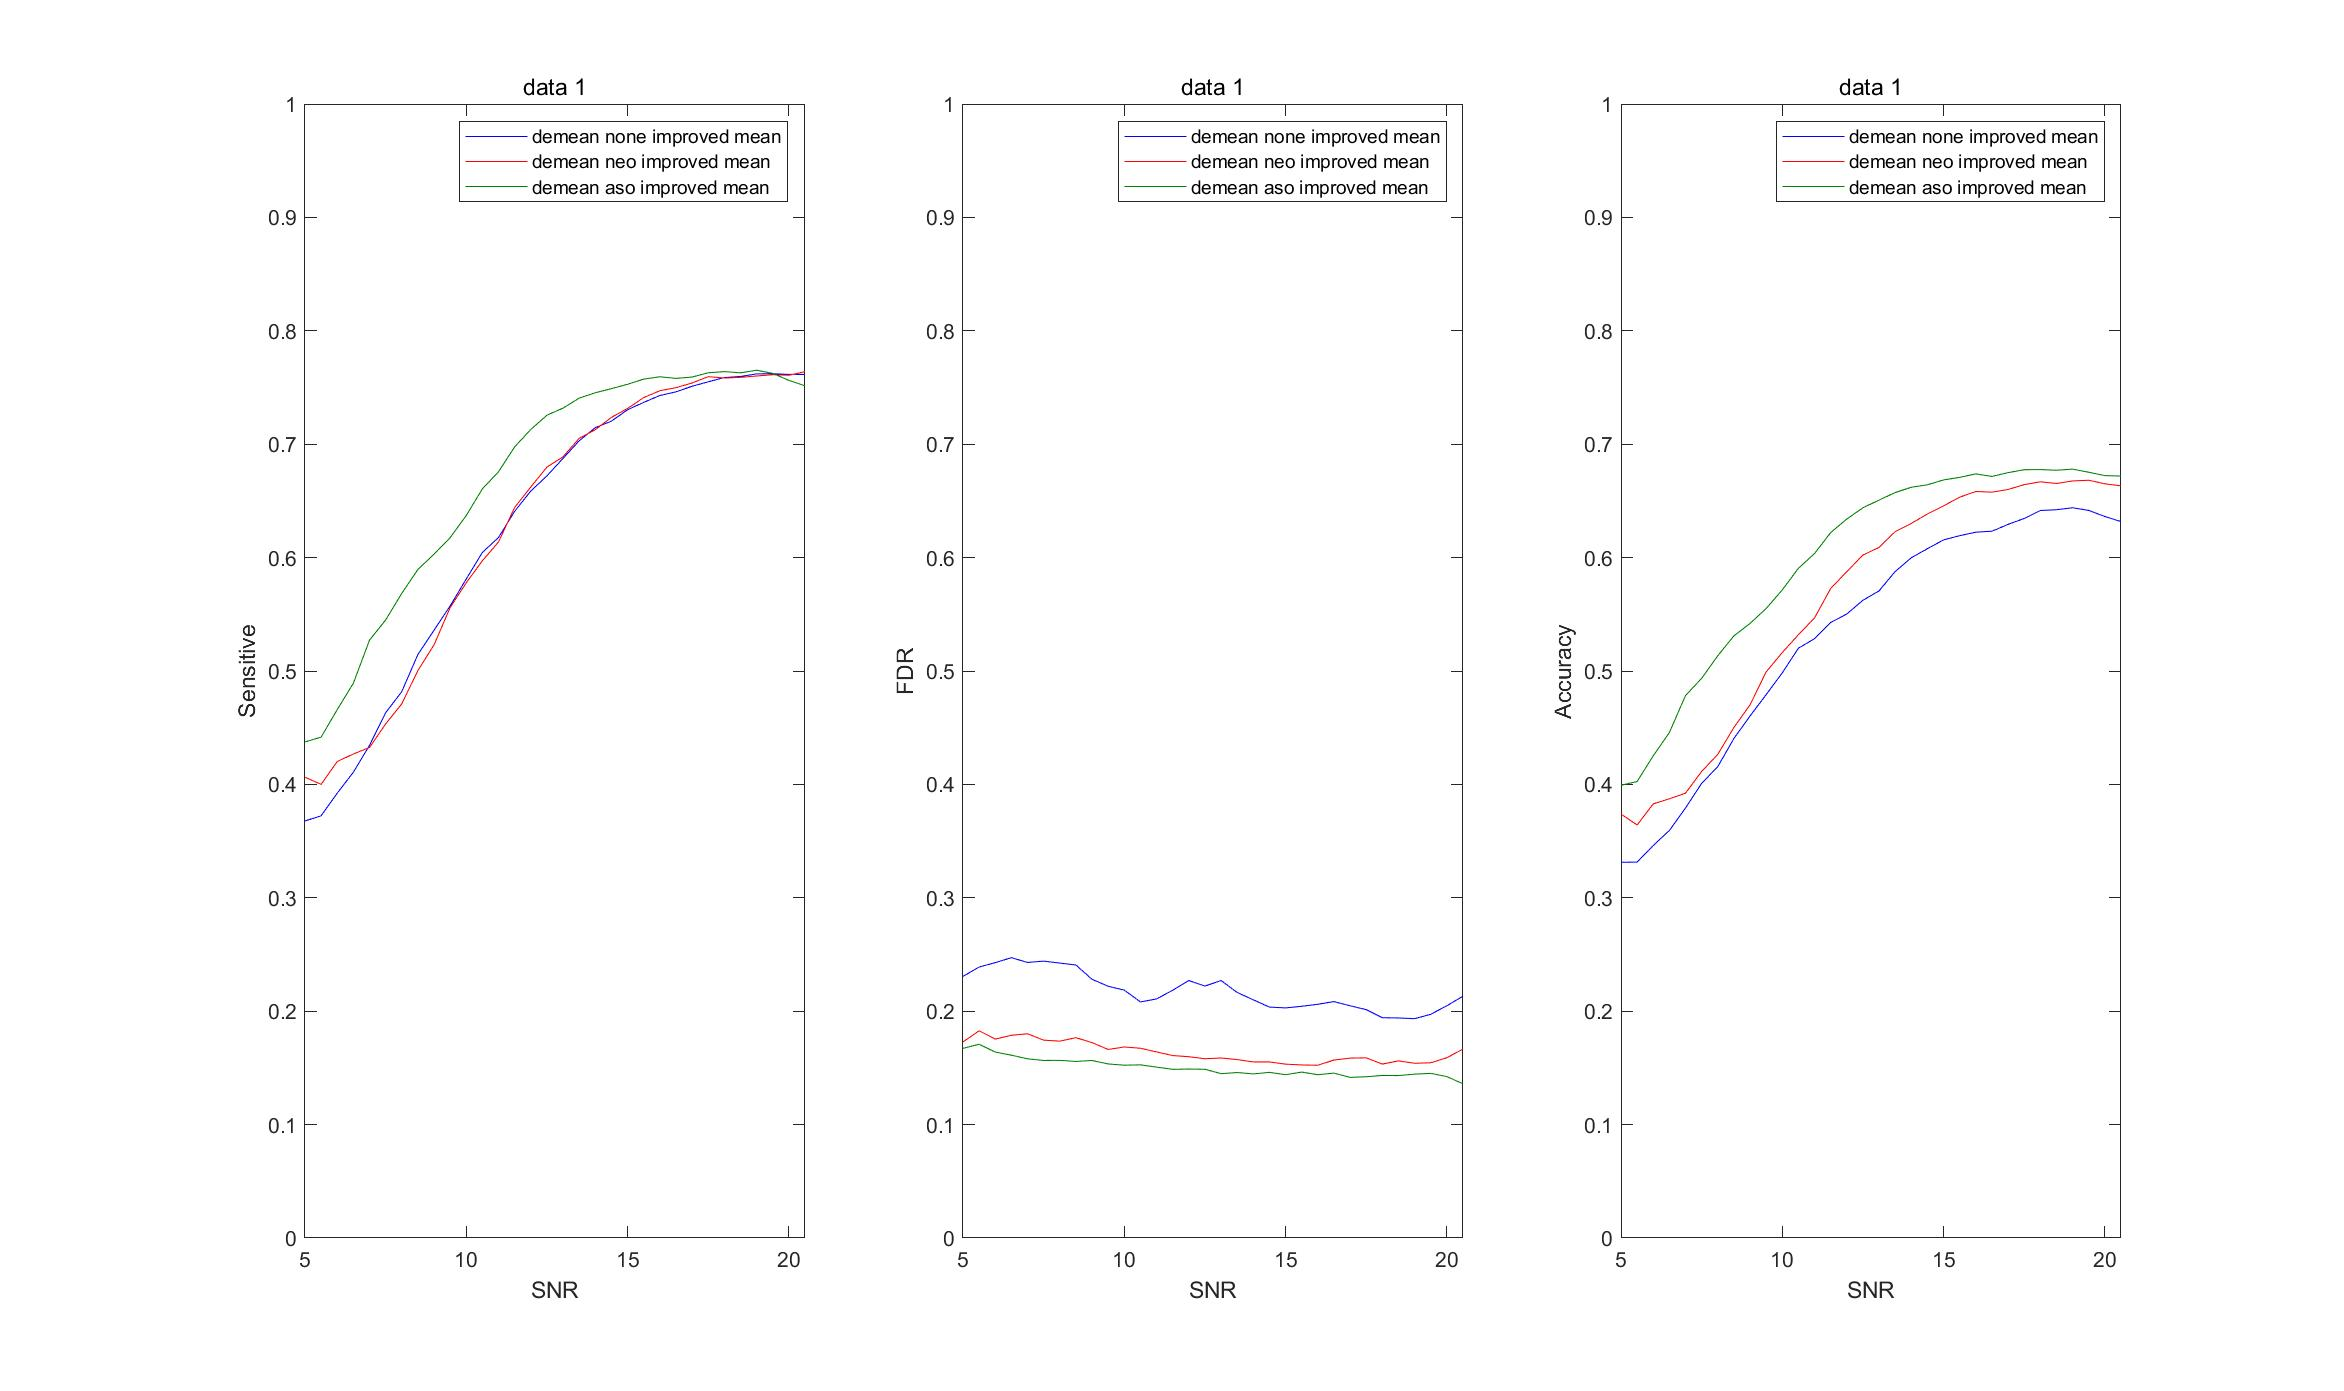 data 1
demean none improved mean
demean neo improved mean
demean aso improved mean
1
0.9
0.8
0.7
0.6
0.5
0.4
0.3
0.2
0.1
0
Sensitive
5 10 15 20
SNR
data 1
demean none improved mean
demean neo improved mean
demean aso improved mean
1
0.9
0.8
0.7
0.6
0.5
0.4
0.3
0.2
0.1
0
FDR
5 10 15 20
SNR
data 1
demean none improved mean
demean neo improved mean
demean aso improved mean
1
0.9
0.8
0.7
0.6
0.5
0.4
0.3
0.2
0.1
0
Accuracy
5 10 15 20
SNR